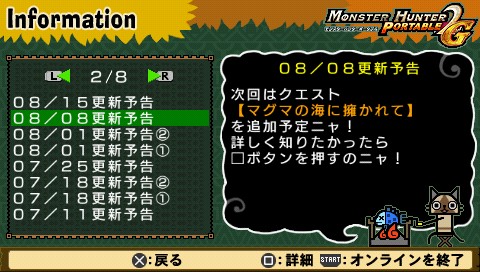 Information
MONSTER HUNTER
PORTABLE 2nd G
L 2/8 R
08/15更新予告
08/08更新予告
08/01更新予告②
08/01更新予告①
07/25更新予告
07/18更新予告②
07/18更新予告①
07/11更新予告
08/08更新予告
次回はクエスト
【マグマの海に擁かれて】
を追加予定ニャ!
詳しく知りたかったら
□ボタンを押すのニャ!
×:戻る
□:詳細 START:オンラインを終了